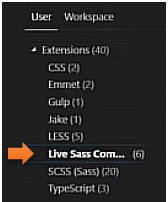 User Workspace
Extensions (40)
CSS (2)
Emmet (2)
Gulp (1)
Jake (1)
LESS (5)
Live Sass Com... (6)
SCSS (Sass) (20)
TypeScript (3)